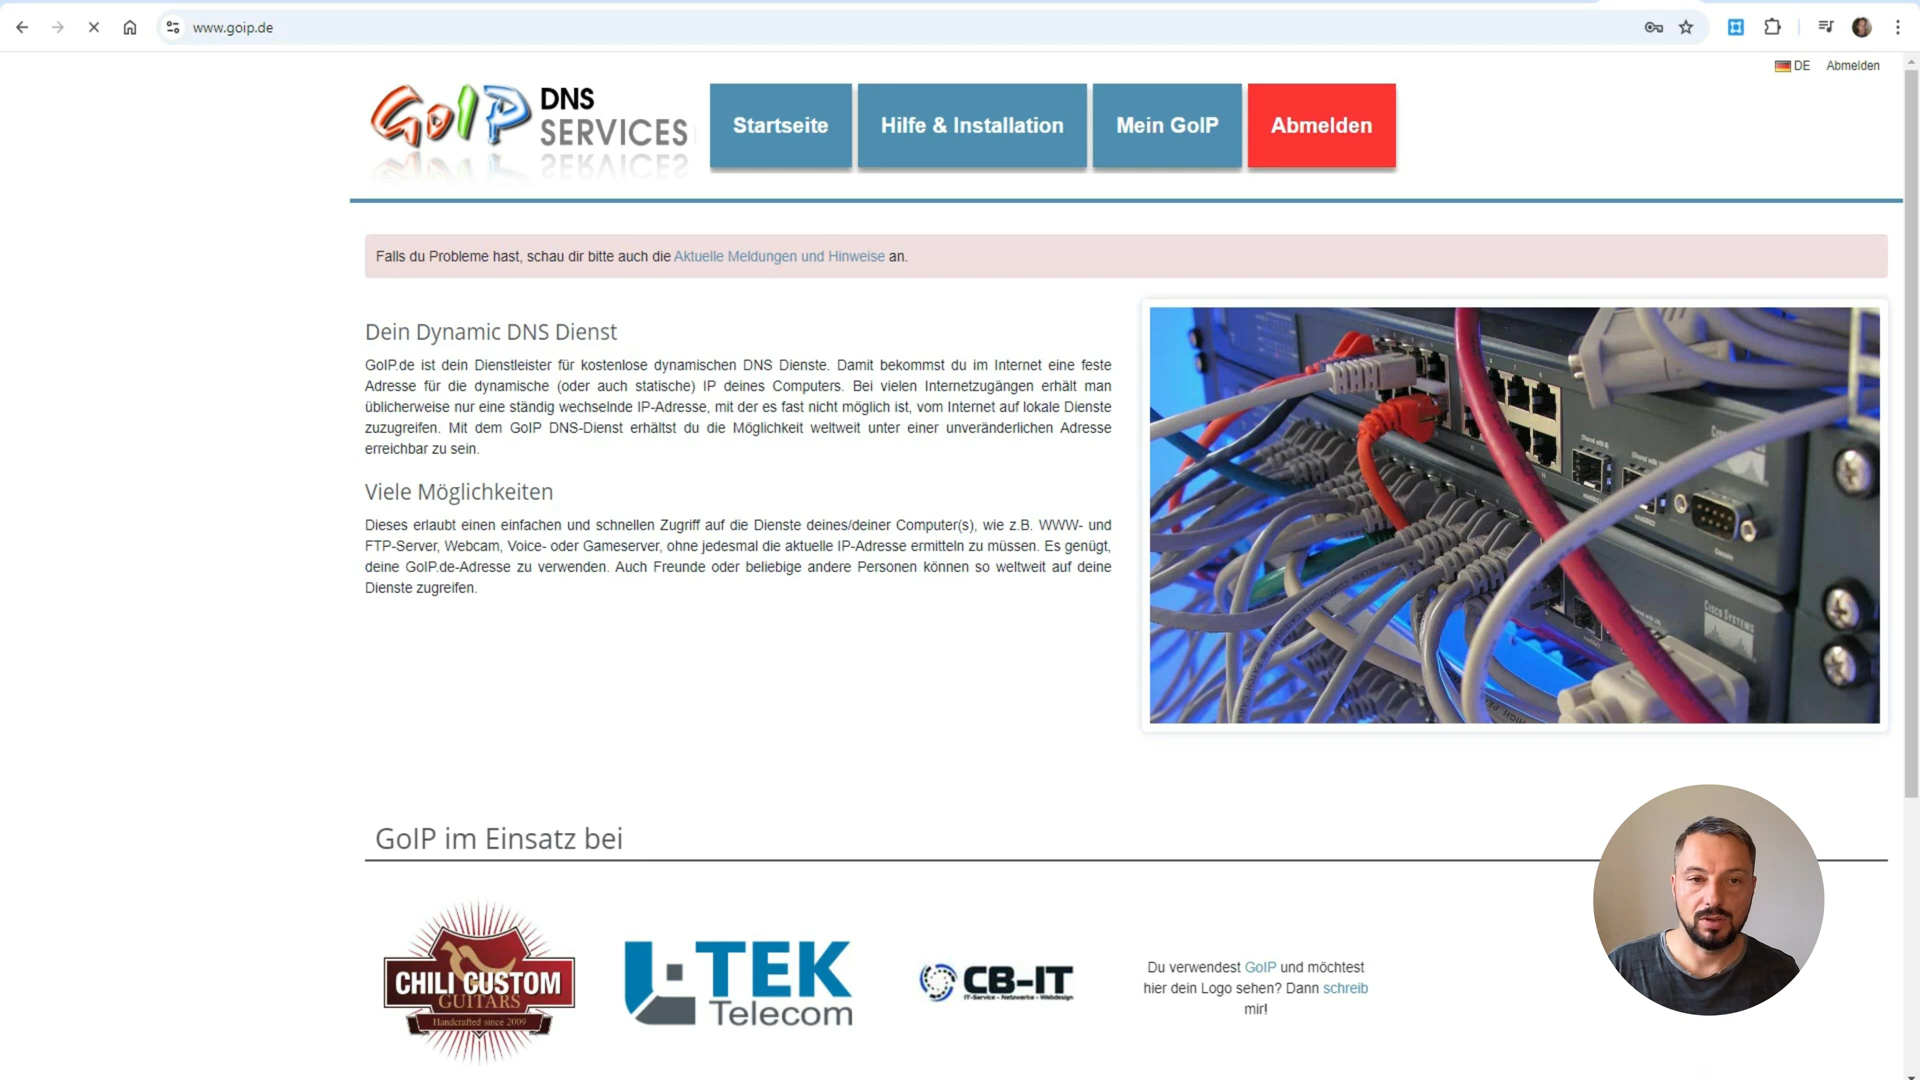 www.goip.de
DE Abmelden
GoIP DNS SERVICES
Startseite
Hilfe & Installation
Mein GoIP
Abmelden
Falls du Probleme hast, schau dir bitte auch die Aktuelle Meldungen und Hinweise an.
Dein Dynamic DNS Dienst
GoIP.de ist dein Dienstleister für kostenlose dynamischen DNS Dienste. Damit bekommst du im Internet eine feste
Adresse für die dynamische (oder auch statische) IP deines Computers. Bei vielen Internetzugängen erhält man
üblicherweise nur eine ständig wechselnde IP-Adresse, mit der es fast nicht möglich ist, vom Internet auf lokale Dienste
zuzugreifen. Mit dem GoIP DNS-Dienst erhältst du die Möglichkeit weltweit unter einer unveränderlichen Adresse
erreichbar zu sein.
Viele Möglichkeiten
Dieses erlaubt einen einfachen und schnellen Zugriff auf die Dienste deines/deiner Computer(s), wie z.B. WWW- und
FTP-Server, Webcam, Voice- oder Gameserver, ohne jedesmal die aktuelle IP-Adresse ermitteln zu müssen. Es genügt,
deine GoIP.de-Adresse zu verwenden. Auch Freunde oder beliebige andere Personen können so weltweit auf deine
Dienste zugreifen.
CISCO SYSTEMS
GoIP im Einsatz bei
CHILI CUSTOM
GUITARS
Handcrafted since 2009
L-TEK
Telecom
CB-IT
IT-Service - Netzwerke - Webdesign
Du verwendest GoIP und möchtest
hier dein Logo sehen? Dann schreib
mir!